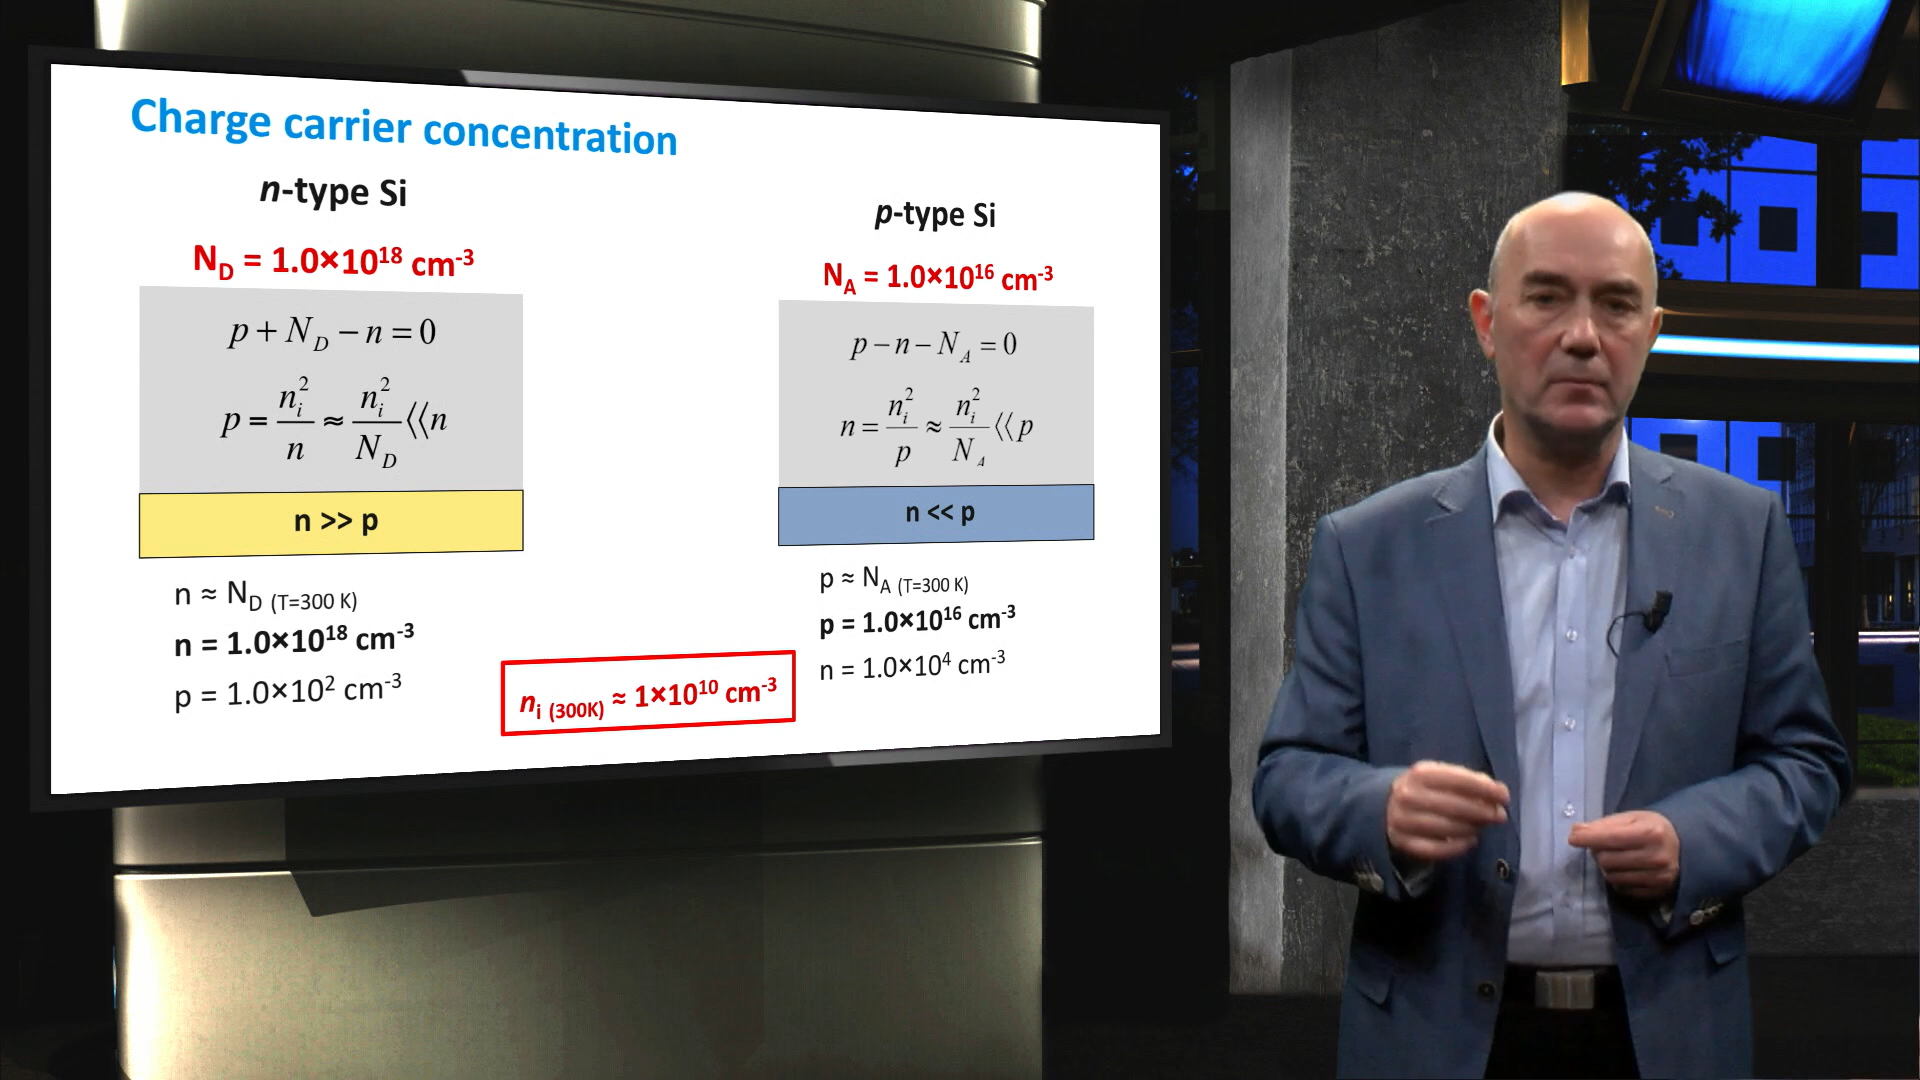 Charge carrier concentration
n-type Si
N_D = 1.0×10^18 cm^-3
p + N_D − n = 0
p = n_i^2 / n ≈ n_i^2 / N_D ⟨⟨ n
n >> p
n ≈ N_D (T=300 K)
n = 1.0×10^18 cm^-3
p = 1.0×10^2 cm^-3
n_i (300K) ≈ 1×10^10 cm^-3
p-type Si
N_A = 1.0×10^16 cm^-3
p − n − N_A = 0
n = n_i^2 / p ≈ n_i^2 / N_A ⟨⟨ p
n << p
p ≈ N_A (T=300 K)
p = 1.0×10^16 cm^-3
n = 1.0×10^4 cm^-3